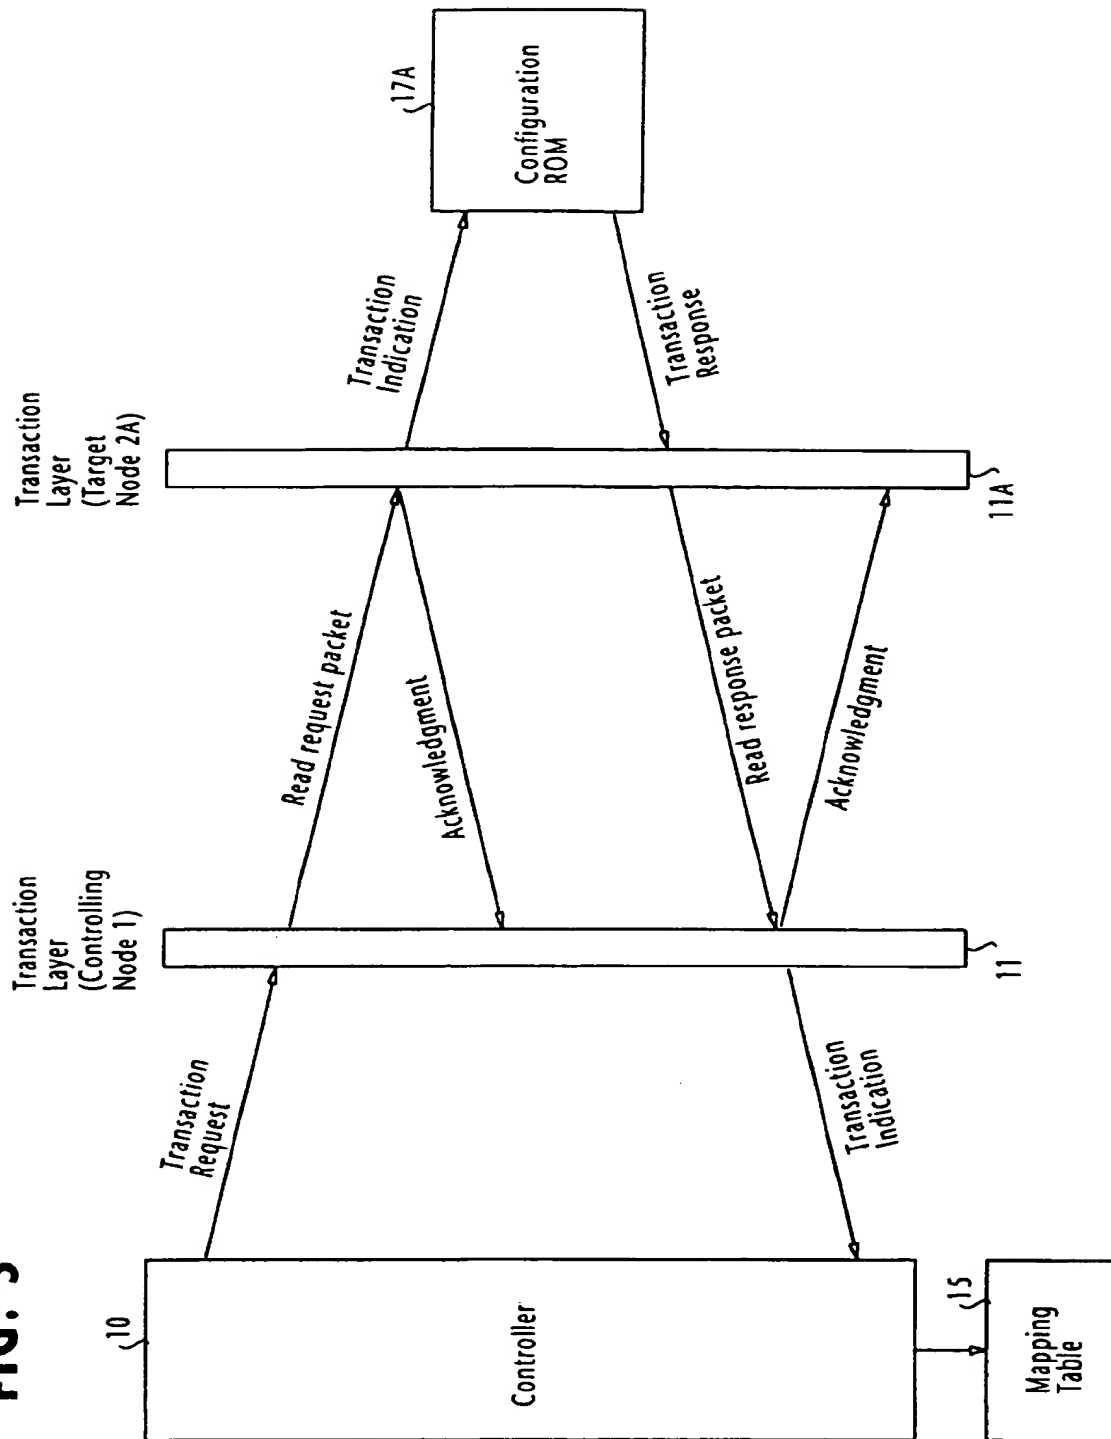 FIG.
10
Controller
15
Mapping
Table
Transaction
Request
Transaction
Indication
Transaction
Layer
(Controlling
Node 1)
11
Read request packet
Acknowledgment
Read response packet
Acknowledgment
Transaction
Layer
(Target
Node 2A)
11A
Transaction
Indication
Transaction
Response
17A
Configuration
ROM